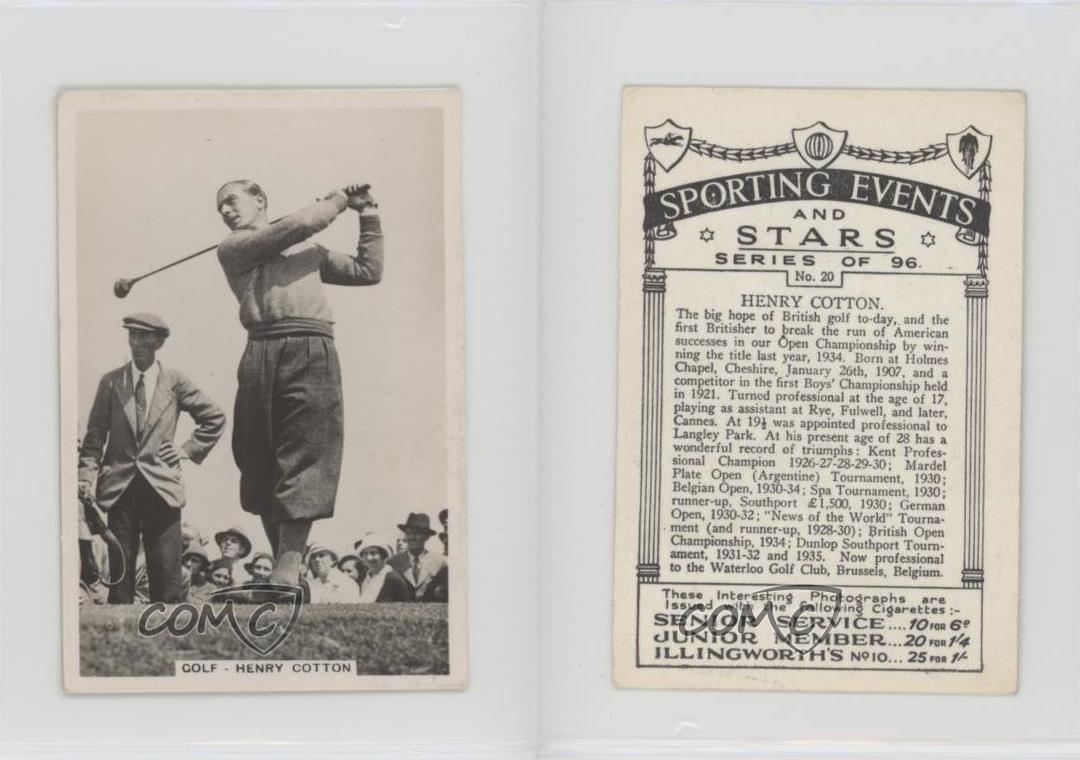 GOLF - HENRY COTTON
COMC
SPORTING EVENTS
AND
STARS
SERIES OF 96.
No. 20
HENRY COTTON.
The big hope of British golf to-day, and the
first Britisher to break the run of American
successes in our Open Championship by win-
ning the title last year, 1934. Born at Holmes
Chapel, Cheshire, January 26th, 1907, and a
competitor in the first Boys' Championship held
in 1921. Turned professional at the age of 17,
playing as assistant at Rye, Fulwell, and later,
Cannes. At 19½ was appointed professional to
Langley Park. At his present age of 28 has a
wonderful record of triumphs: Kent Profes-
sional Champion 1926-27-28-29-30; Mardel
Plate Open (Argentine) Tournament, 1930;
Belgian Open, 1930-34; Spa Tournament, 1930;
runner-up, Southport £1,500, 1930; German
Open, 1930-32; "News of the World" Tourna-
ment (and runner-up, 1928-30); British Open
Championship, 1934; Dunlop Southport Tourn-
ament, 1931-32 and 1935. Now professional
to the Waterloo Golf Club, Brussels, Belgium.
These Interesting Photographs are
Issued with the following Cigarettes:-
SENIOR SERVICE....10 FOR 6D
JUNIOR MEMBER...20 FOR 1/4
ILLINGWORTH'S Nº10...25 FOR 1/-
COMC